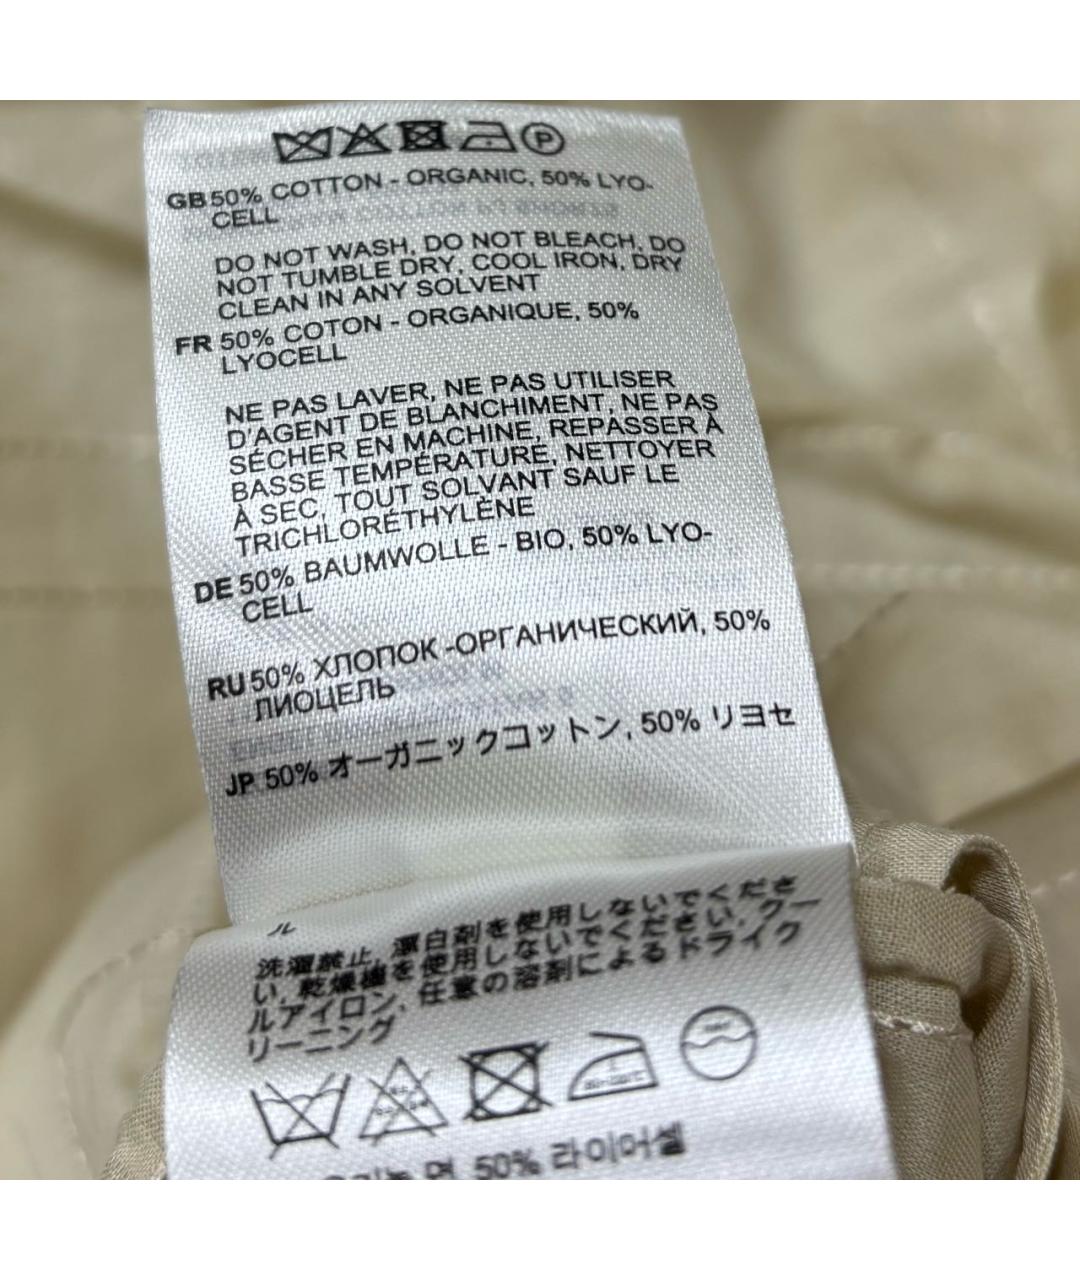 P
GB 50% COTTON - ORGANIC, 50% LYO-
CELL
DO NOT WASH, DO NOT BLEACH, DO
NOT TUMBLE DRY, COOL IRON, DRY
CLEAN IN ANY SOLVENT
FR 50% COTON - ORGANIQUE, 50%
LYOCELL
NE PAS LAVER, NE PAS UTILISER
D'AGENT DE BLANCHIMENT, NE PAS
SÉCHER EN MACHINE, REPASSER À
BASSE TEMPÉRATURE, NETTOYER
À SEC, TOUT SOLVANT SAUF LE
TRICHLORÉTHYLÈNE
DE 50% BAUMWOLLE - BIO, 50% LYO-
CELL
RU 50% ХЛОПОК -ОРГАНИЧЕСКИЙ, 50%
ЛИОЦЕЛЬ
JP 50% オーガニックコットン, 50% リヨセ
ル
洗濯禁止, 漂白剤を使用しないでくださ
い, 乾燥機を使用しないでください, クー
ルアイロン, 任意の溶剤によるドライク
リーニング
면 50% 라이어셀